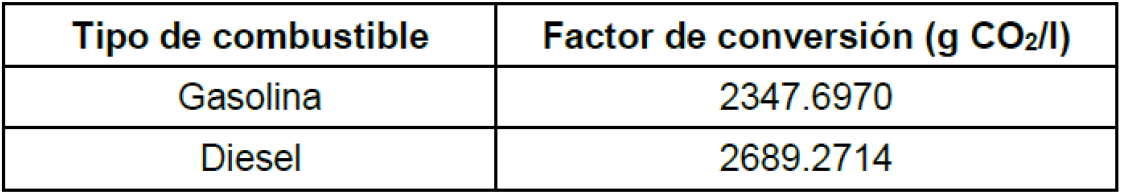 Tipo de combustible Factor de conversión (g CO₂/l)
Gasolina 2347.6970
Diesel 2689.2714